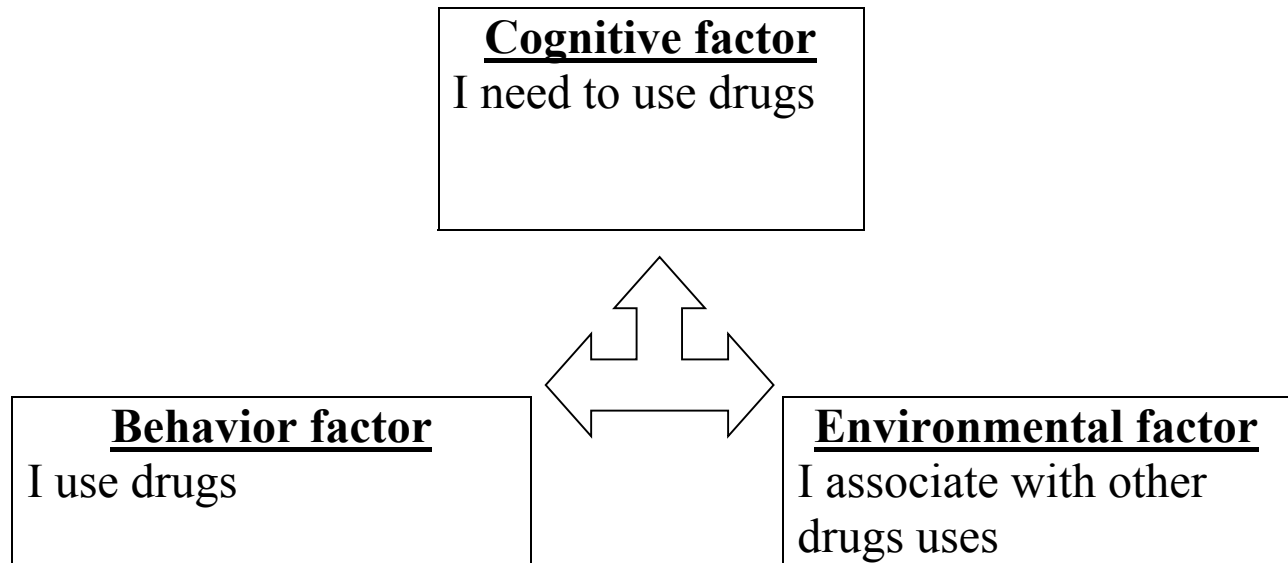 Cognitive factor
I need to use drugs
Behavior factor
I use drugs
Environmental factor
I associate with other
drugs uses